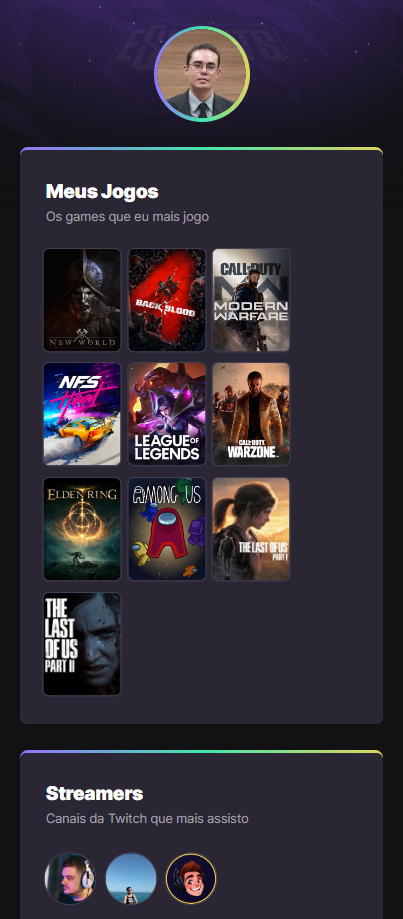 ESPORTS
Meus Jogos
Os games que eu mais jogo
NEW WORLD
4
BACK BLOOD
CALL OF DUTY
MW
MODERN
WARFARE
NFS
Heat
LEAGUE OF
LEGENDS
CALL OF DUTY
WARZONE
ELDEN RING
AMONG US
THE LAST OF US
PART I
THE
LAST
OF US
PART II
Streamers
Canais da Twitch que mais assisto